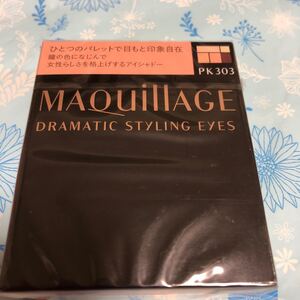 ひとつのパレットで目もと印象自在
瞳の色になじんで
女性らしさを格上げするアイシャドー
PK303
MAQuillAGE
DRAMATIC STYLING EYES